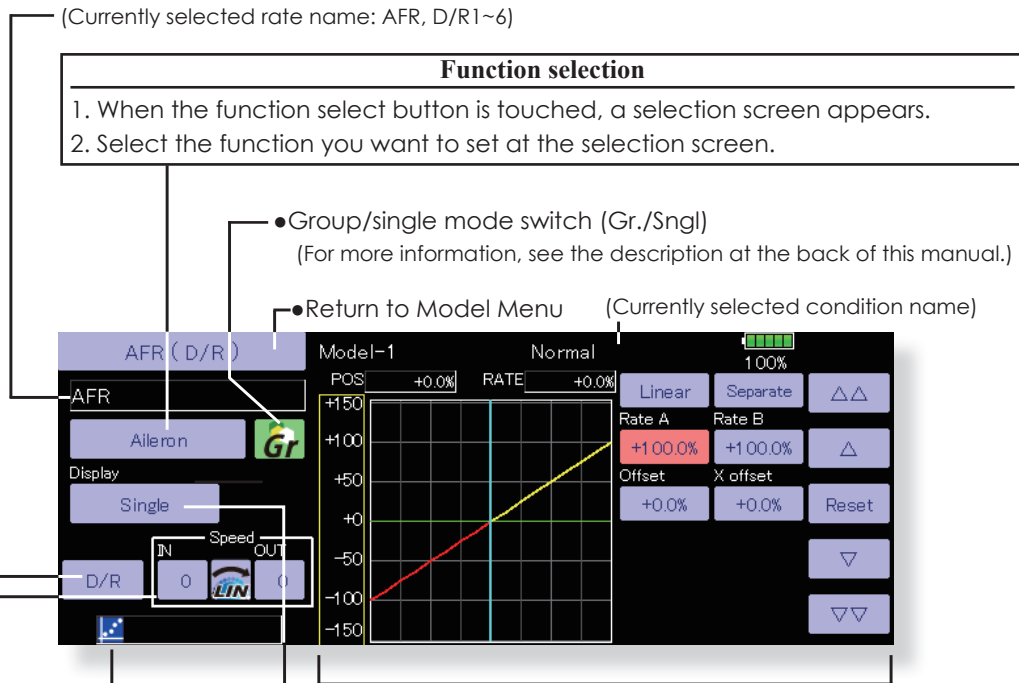 (Currently selected rate name: AFR, D/R1~6)
Function selection
1. When the function select button is touched, a selection screen appears.
2. Select the function you want to set at the selection screen.
●Group/single mode switch (Gr./Sngl)
(For more information, see the description at the back of this manual.)
●Return to Model Menu
(Currently selected condition name)
AFR ( D/R )
Model-1
Normal
100%
POS +0.0% RATE +0.0%
AFR
Aileron
Gr
Display
Single
Speed
IN
OUT
D/R
0
LIN
0
+150
+100
+50
+0
-50
-100
-150
Linear
Separate
△△
Rate A
Rate B
+100.0%
+100.0%
△
Offset
X offset
+0.0%
+0.0%
Reset
▽
▽▽